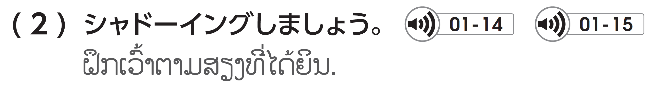 ( 2 ) シャドーイングしましょう。 01-14 01-15
ຝຶກເວົ້າຕາມສຽງທີ່ໄດ້ຍິນ.